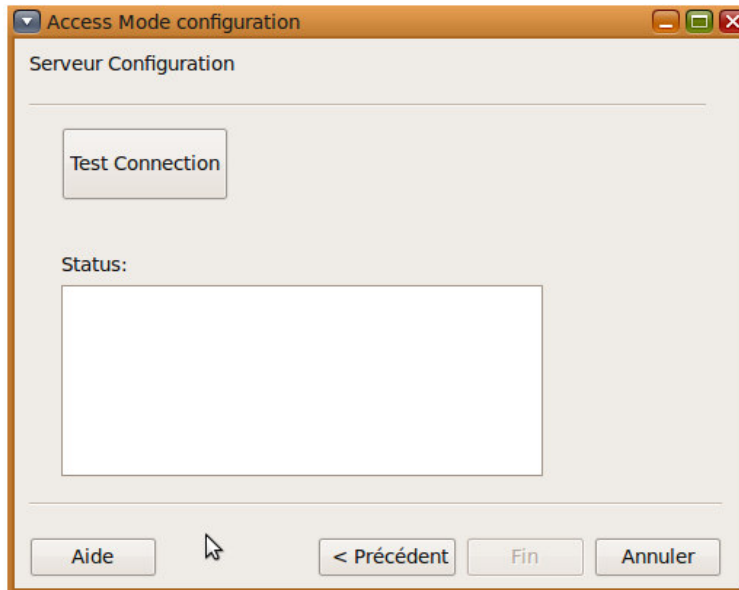 Access Mode configuration
Serveur Configuration
Test Connection
Status:
Aide
< Précédent
Fin
Annuler